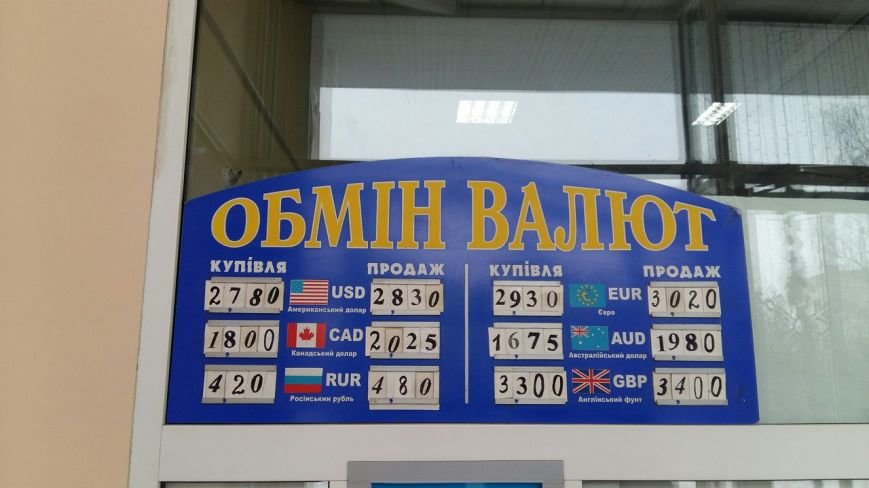 ОБМІН ВАЛЮТ
КУПІВЛЯ ПРОДАЖ КУПІВЛЯ ПРОДАЖ
2780 USD 2830 2930 EUR 3020
Американський долар Євро
1800 CAD 2025 1675 AUD 1980
Канадський долар Австралійський долар
420 RUR 480 3300 GBP 3400
Російський рубль Англійський фунт